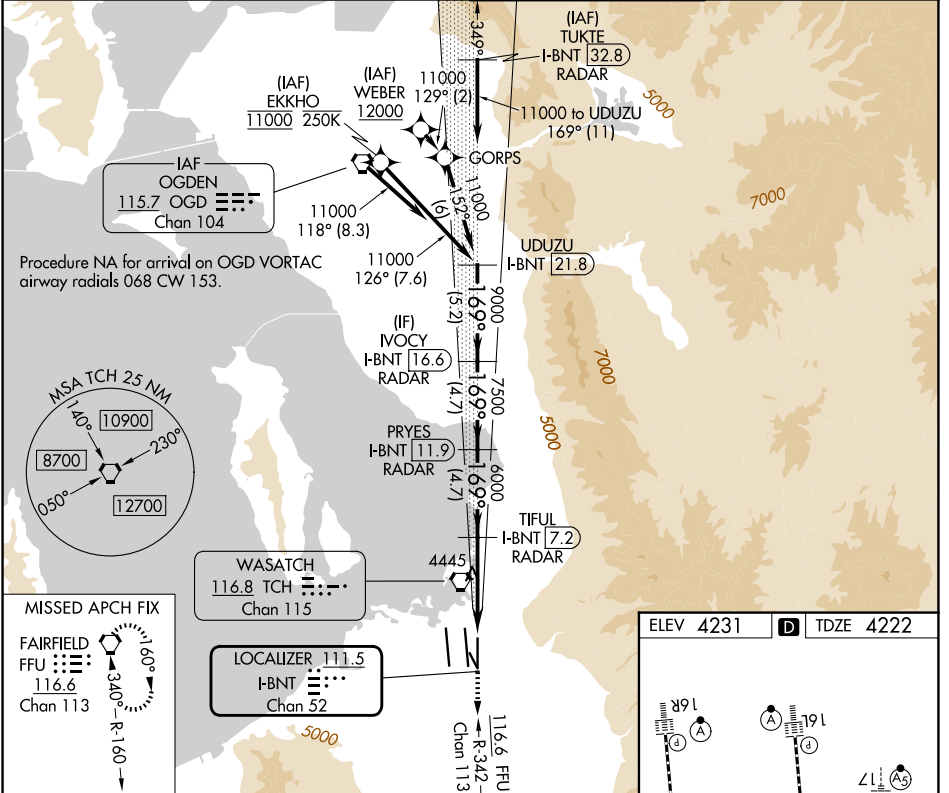 349°
(IAF)
TUKTE
I-BNT 32.8
RADAR
11000 to UDUZU
169° (11)
5000
(IAF)
EKKHO
11000 250K
(IAF)
WEBER
12000
11000
129° (2)
GORPS
IAF
OGDEN
115.7 OGD
Chan 104
11000
118° (8.3)
11000
126° (7.6)
11000
152°
(6)
7000
Procedure NA for arrival on OGD VORTAC
airway radials 068 CW 153.
UDUZU
I-BNT 21.8
9000
169°
(5.2)
(IF)
IVOCY
I-BNT 16.6
RADAR
7500
169°
(4.7)
7000
5000
PRYES
I-BNT 11.9
RADAR
6000
169°
(4.7)
MSA TCH 25 NM
140°
10900
230°
8700
050°
12700
TIFUL
I-BNT 7.2
RADAR
WASATCH
116.8 TCH
Chan 115
4445
MISSED APCH FIX
FAIRFIELD
FFU
116.6
Chan 113
160°
340°
R-160
LOCALIZER 111.5
I-BNT
Chan 52
5000
R-342
116.6 FFU
Chan 113
ELEV 4231 D TDZE 4222
16R
P
A
A
16L
P
17
A5